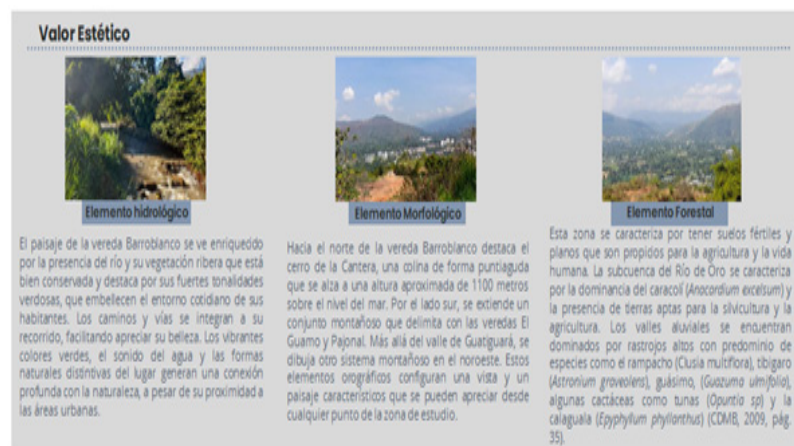 Valor Estético
Elemento hidrológico
El paisaje de la vereda Barroblanco se ve enriquecido
por la presencia del río y su vegetación ribera que está
bien conservada y destaca por sus fuertes tonalidades
verdosas, que embellecen el entorno cotidiano de sus
habitantes. Los caminos y vías se integran a su
recorrido, facilitando apreciar su belleza. Los vibrantes
colores verdes, el sonido del agua y las formas
naturales distintivas del lugar generan una conexión
profunda con la naturaleza, a pesar de su proximidad a
las áreas urbanas.
Elemento Morfológico
Hacia el norte de la vereda Barroblanco destaca el
cerro de la Cantera, una colina de forma puntiaguda
que se alza a una altura aproximada de 1100 metros
sobre el nivel del mar. Por el lado sur, se extiende un
conjunto montañoso que delimita con las veredas El
Guamo y Pajonal. Más allá del valle de Guatiguará, se
dibuja otro sistema montañoso en el noroeste. Estos
elementos orográficos configuran una vista y un
paisaje característicos que se pueden apreciar desde
cualquier punto de la zona de estudio.
Elemento Forestal
Esta zona se caracteriza por tener suelos fértiles y
planos que son propidos para la agricultura y la vida
humana. La subcuenca del Río de Oro se caracteriza
por la dominancia del caracolí (Anacardium excelsum) y
la presencia de tierras aptas para la silvicultura y la
agricultura. Los valles aluviales se encuentran
dominados por rastrojos altos con predominio de
especies como el rampacho (Clusia multiflora), tibigaro
(Astronium graveolens), guásimo, (Guazuma ulmifolia),
algunas cactáceas como tunas (Opuntia sp) y la
calaguala (Epyphyllum phyllanthus) (CDMB, 2009, pág.
35).